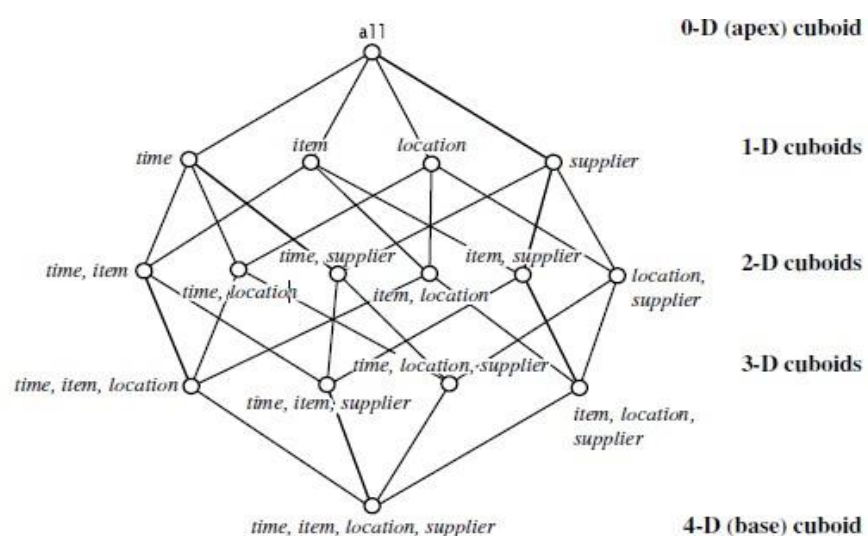 all
0-D (apex) cuboid
time
item
location
supplier
1-D cuboids
time, item
time, location
time, supplier
item, location
item, supplier
location,
supplier
2-D cuboids
time, item, location
time, item, supplier
time, location, supplier
item, location,
supplier
3-D cuboids
time, item, location, supplier
4-D (base) cuboid